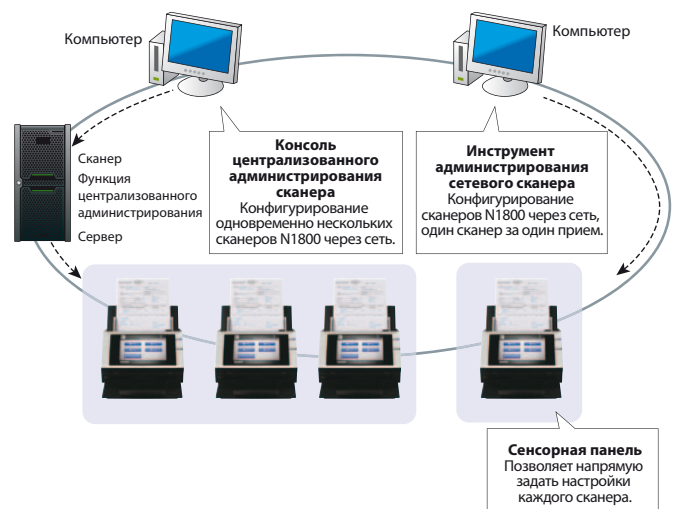 Компьютер
Компьютер
Консоль
централизованного
администрирования
сканера
Конфигурирование
одновременно нескольких
сканеров N1800 через сеть.
Инструмент
администрирования
сетевого сканера
Конфигурирование
сканеров N1800 через сеть,
один сканер за один прием.
Сканер
Функция
централизованного
администрирования
Сервер
Сенсорная панель
Позволяет напрямую
задать настройки
каждого сканера.